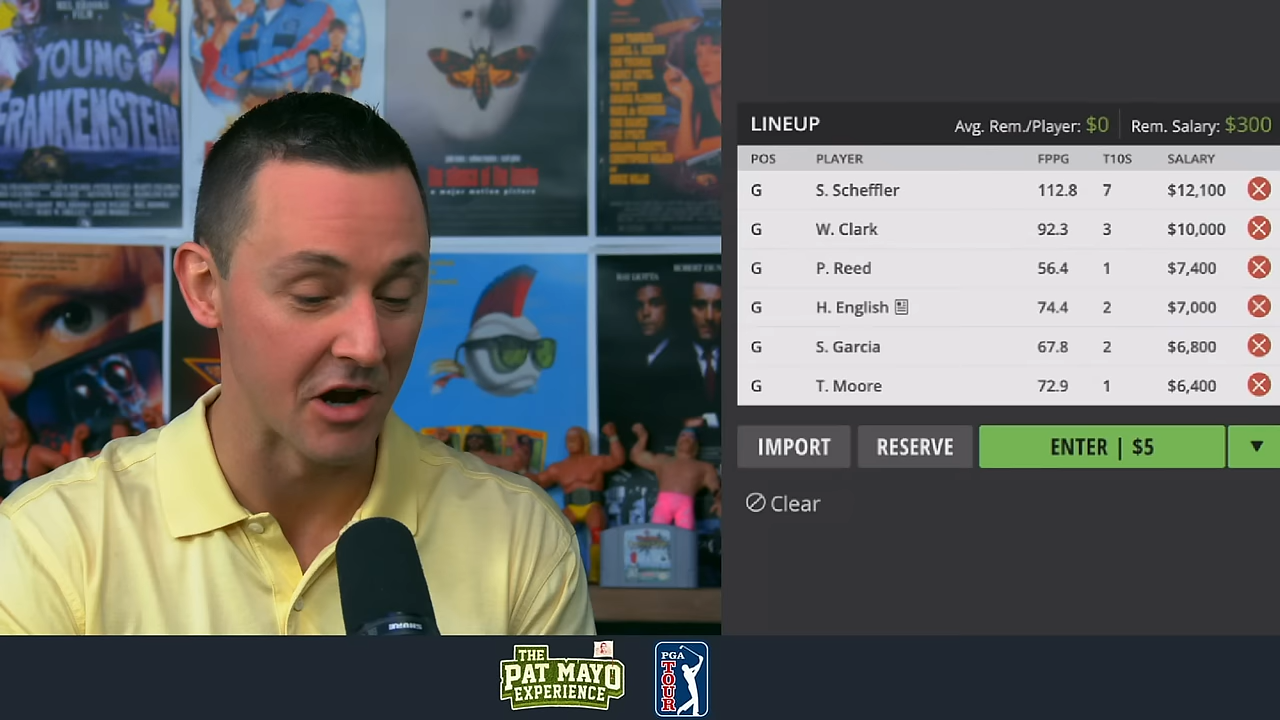 YOUNG
FRANKENSTEIN
LINEUP
Avg. Rem./Player: $0
Rem. Salary: $300
POS PLAYER FPPG T10S SALARY
G S. Scheffler 112.8 7 $12,100
G W. Clark 92.3 3 $10,000
G P. Reed 56.4 1 $7,400
G H. English 74.4 2 $7,000
G S. Garcia 67.8 2 $6,800
G T. Moore 72.9 1 $6,400
IMPORT RESERVE ENTER | $5
Clear
THE
PAT MAYO
EXPERIENCE
PGA
TOUR